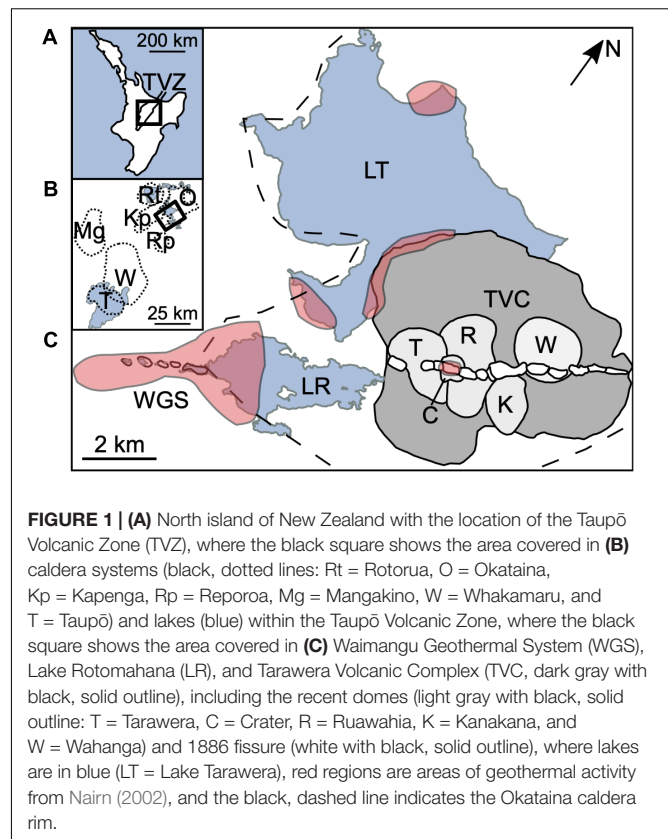 A
200 km
TVZ
N
B
Rt
O
Kp
Mg
Rp
W
T
25 km
LT
TVC
T
R
W
C
K
C
WGS
LR
2 km
FIGURE 1 | (A) North island of New Zealand with the location of the Taupō
Volcanic Zone (TVZ), where the black square shows the area covered in (B)
caldera systems (black, dotted lines: Rt = Rotorua, O = Okataina,
Kp = Kapenga, Rp = Reporoa, Mg = Mangakino, W = Whakamaru, and
T = Taupō) and lakes (blue) within the Taupō Volcanic Zone, where the black
square shows the area covered in (C) Waimangu Geothermal System (WGS),
Lake Rotomahana (LR), and Tarawera Volcanic Complex (TVC, dark gray with
black, solid outline), including the recent domes (light gray with black, solid
outline: T = Tarawera, C = Crater, R = Ruawahia, K = Kanakana, and
W = Wahanga) and 1886 fissure (white with black, solid outline), where lakes
are in blue (LT = Lake Tarawera), red regions are areas of geothermal activity
from Nairn (2002), and the black, dashed line indicates the Okataina caldera
rim.